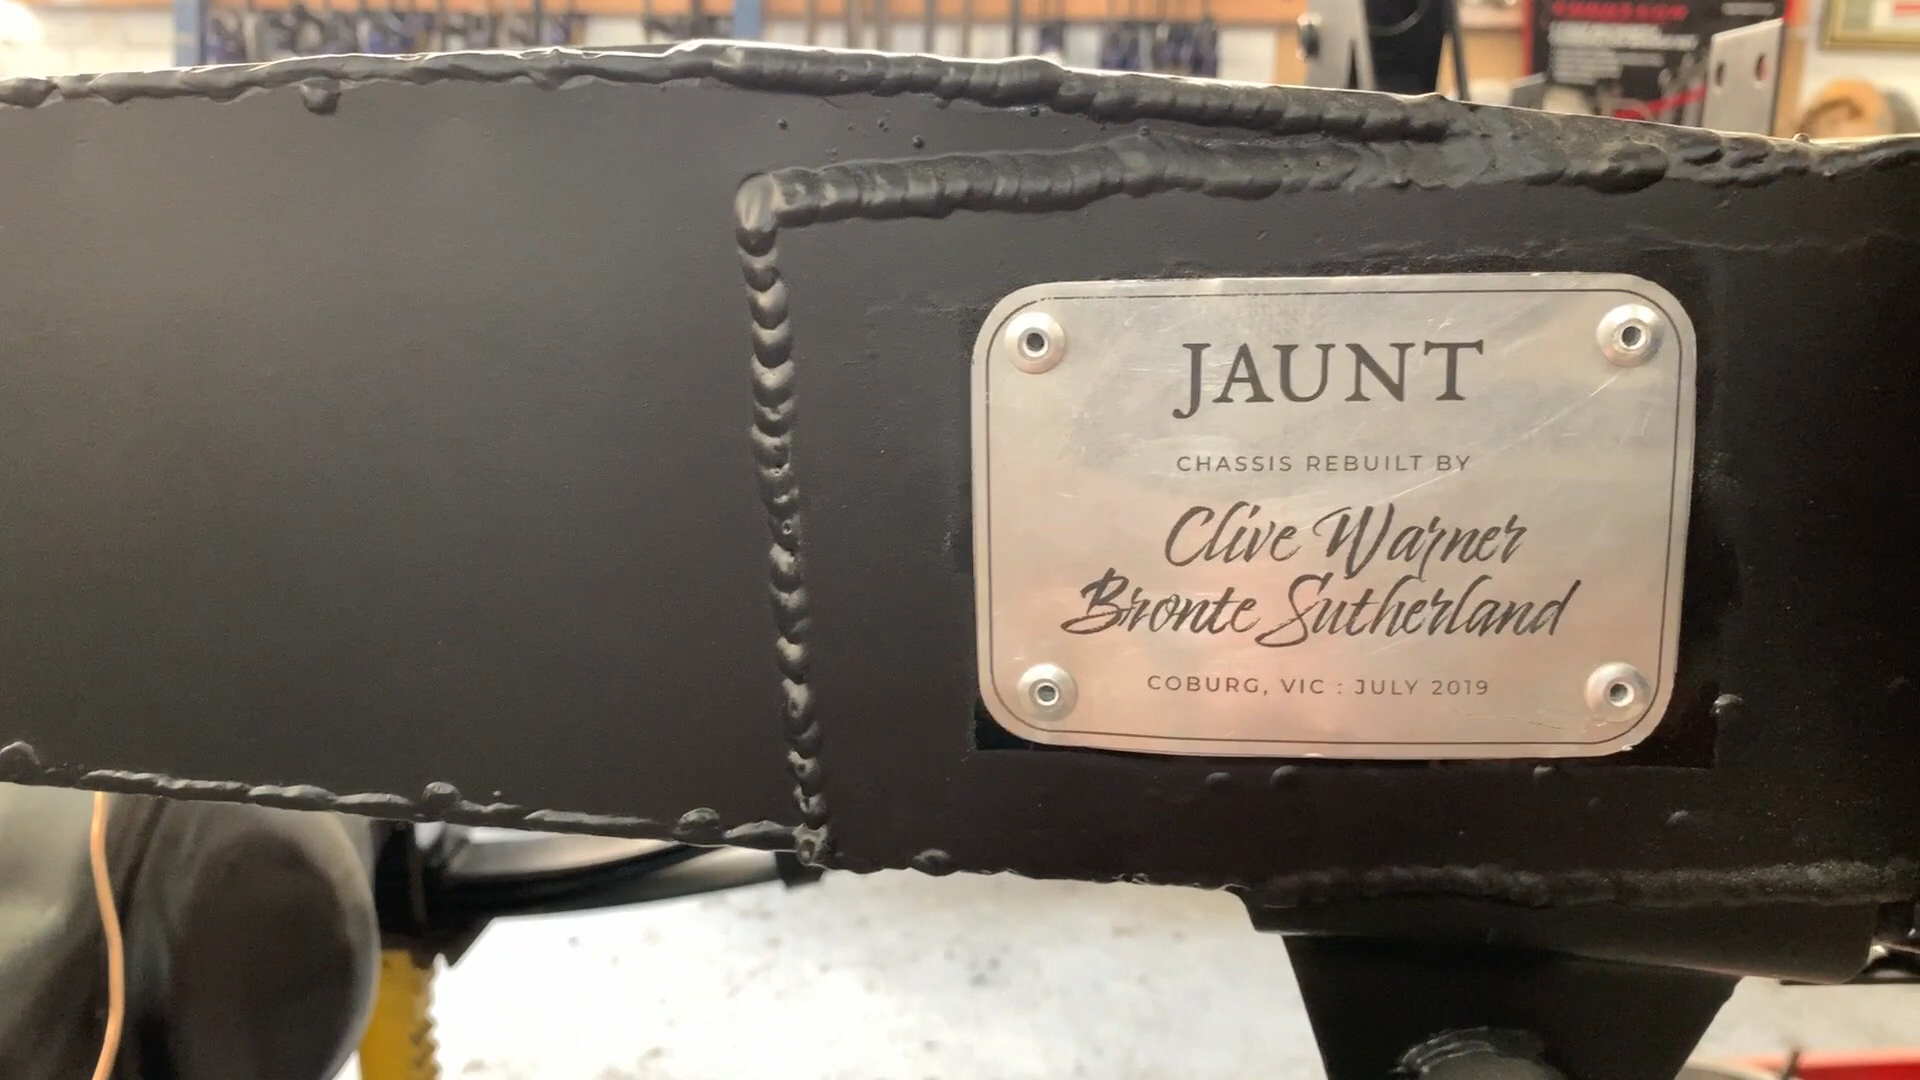 JAUNT
CHASSIS REBUILT BY
Clive Warner
Bronte Sutherland
COBURG, VIC : JULY 2019